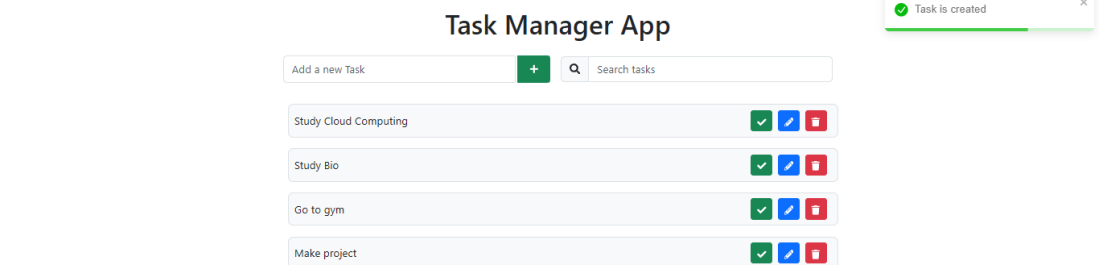 Task Manager App
Task is created
Add a new Task
Search tasks
Study Cloud Computing
Study Bio
Go to gym
Make project